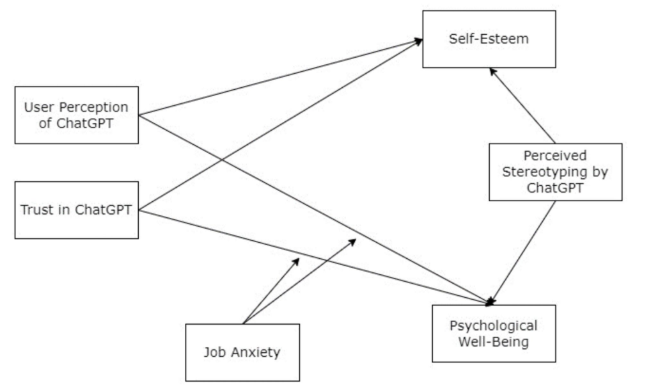 Self-Esteem
User Perception
of ChatGPT
Perceived
Stereotyping by
ChatGPT
Trust in ChatGPT
Psychological
Well-Being
Job Anxiety